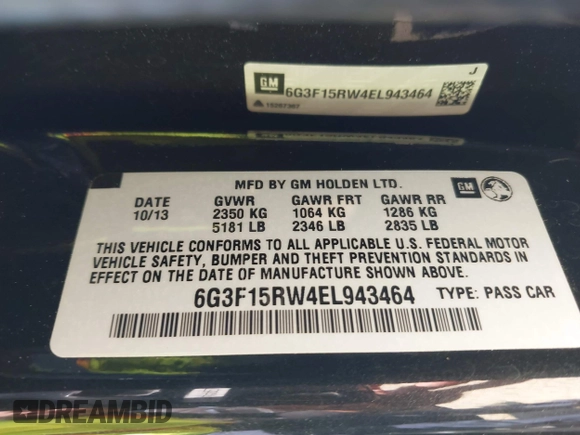 J
GM
6G3F15RW4EL943464
MFD BY GM HOLDEN LTD.
GM
DATE GVWR GAWR FRT GAWR RR
10/13 2350 KG 1064 KG 1286 KG
5181 LB 2346 LB 2835 LB
THIS VEHICLE CONFORMS TO ALL APPLICABLE U.S. FEDERAL MOTOR
VEHICLE SAFETY, BUMPER AND THEFT PREVENTION STANDARDS IN
EFFECT ON THE DATE OF MANUFACTURE SHOWN ABOVE.
6G3F15RW4EL943464 TYPE: PASS CAR
DREAMBID